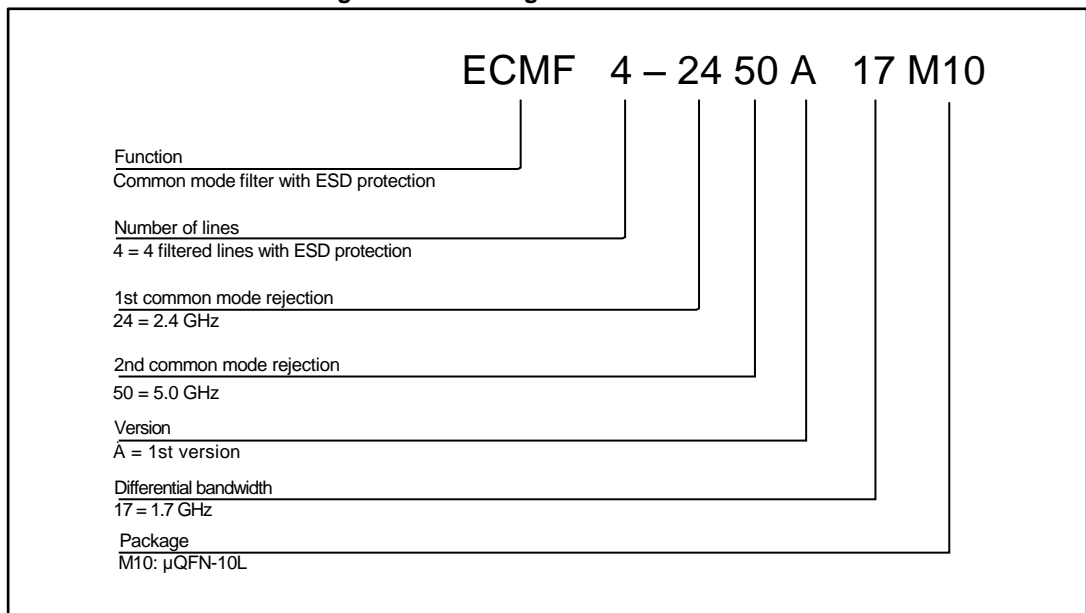 ECMF 4 – 24 50 A 17 M10
Function
Common mode filter with ESD protection
Number of lines
4 = 4 filtered lines with ESD protection
1st common mode rejection
24 = 2.4 GHz
2nd common mode rejection
50 = 5.0 GHz
Version
A = 1st version
Differential bandwidth
17 = 1.7 GHz
Package
M10: µQFN-10L